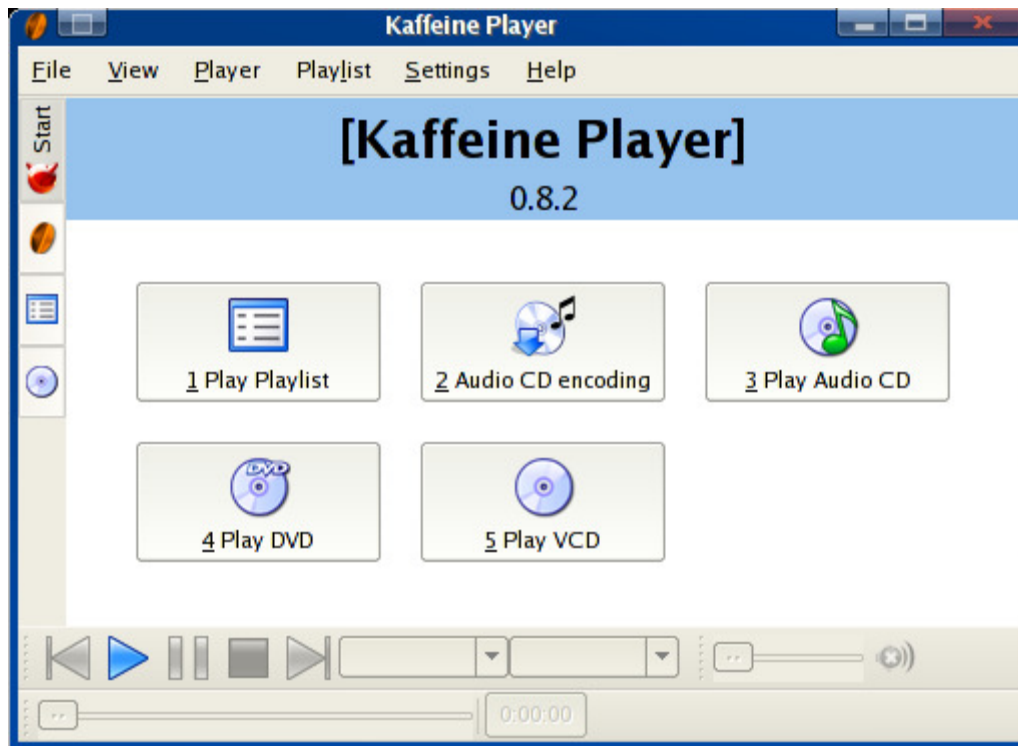 Kaffeine Player
File View Player Playlist Settings Help
Start
[Kaffeine Player]
0.8.2
1 Play Playlist
2 Audio CD encoding
3 Play Audio CD
DVD
4 Play DVD
5 Play VCD
0:00:00